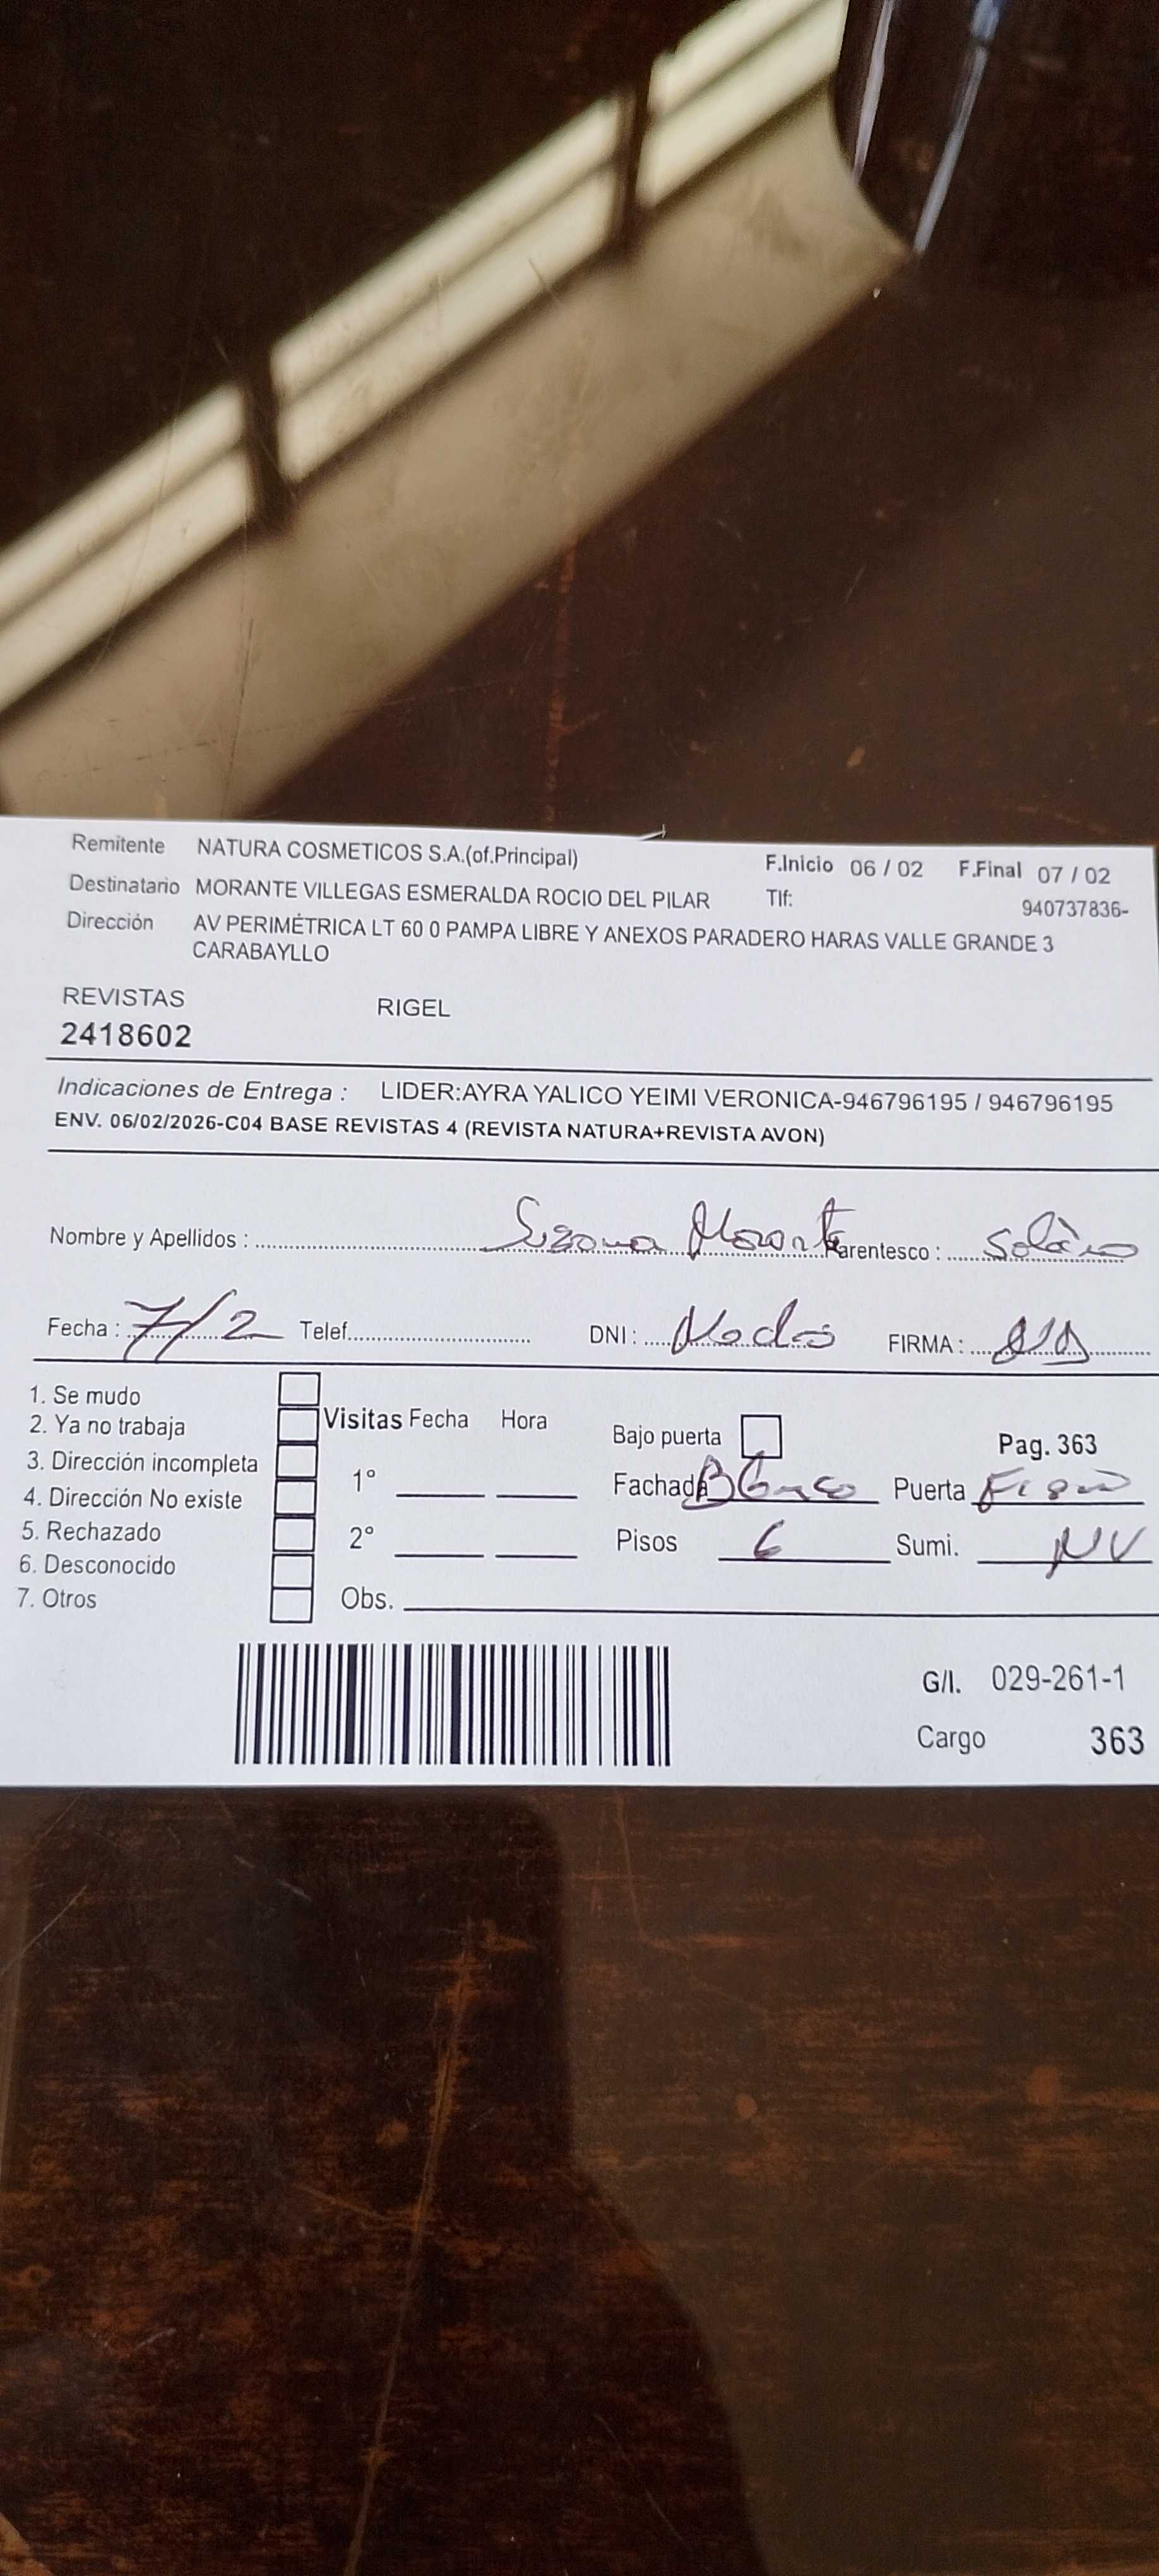 Remitente NATURA COSMETICOS S.A.(of.Principal) F.Inicio 06 / 02 F.Final 07 / 02
Destinatario MORANTE VILLEGAS ESMERALDA ROCIO DEL PILAR Tlf: 940737836-
Dirección AV PERIMÉTRICA LT 60 0 PAMPA LIBRE Y ANEXOS PARADERO HARAS VALLE GRANDE 3
CARABAYLLO
REVISTAS RIGEL
2418602
Indicaciones de Entrega : LIDER:AYRA YALICO YEIMI VERONICA-946796195 / 946796195
ENV. 06/02/2026-C04 BASE REVISTAS 4 (REVISTA NATURA+REVISTA AVON)
Nombre y Apellidos : Susana Morante Parentesco :
Fecha : 7/2 Telef. DNI : FIRMA :
1. Se mudo
2. Ya no trabaja Visitas Fecha Hora Bajo puerta Pag. 363
3. Dirección incompleta 1° Fachada Blanco Puerta
4. Dirección No existe
5. Rechazado 2° Pisos 6 Sumi. NV
6. Desconocido
7. Otros Obs.
G/I. 029-261-1
Cargo 363